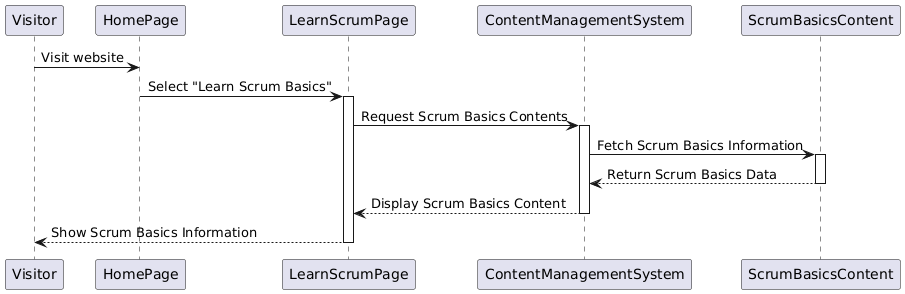 Visitor
HomePage
LearnScrumPage
ContentManagementSystem
ScrumBasicsContent
Visit website
Select "Learn Scrum Basics"
Request Scrum Basics Contents
Fetch Scrum Basics Information
Return Scrum Basics Data
Display Scrum Basics Content
Show Scrum Basics Information
Visitor
HomePage
LearnScrumPage
ContentManagementSystem
ScrumBasicsContent